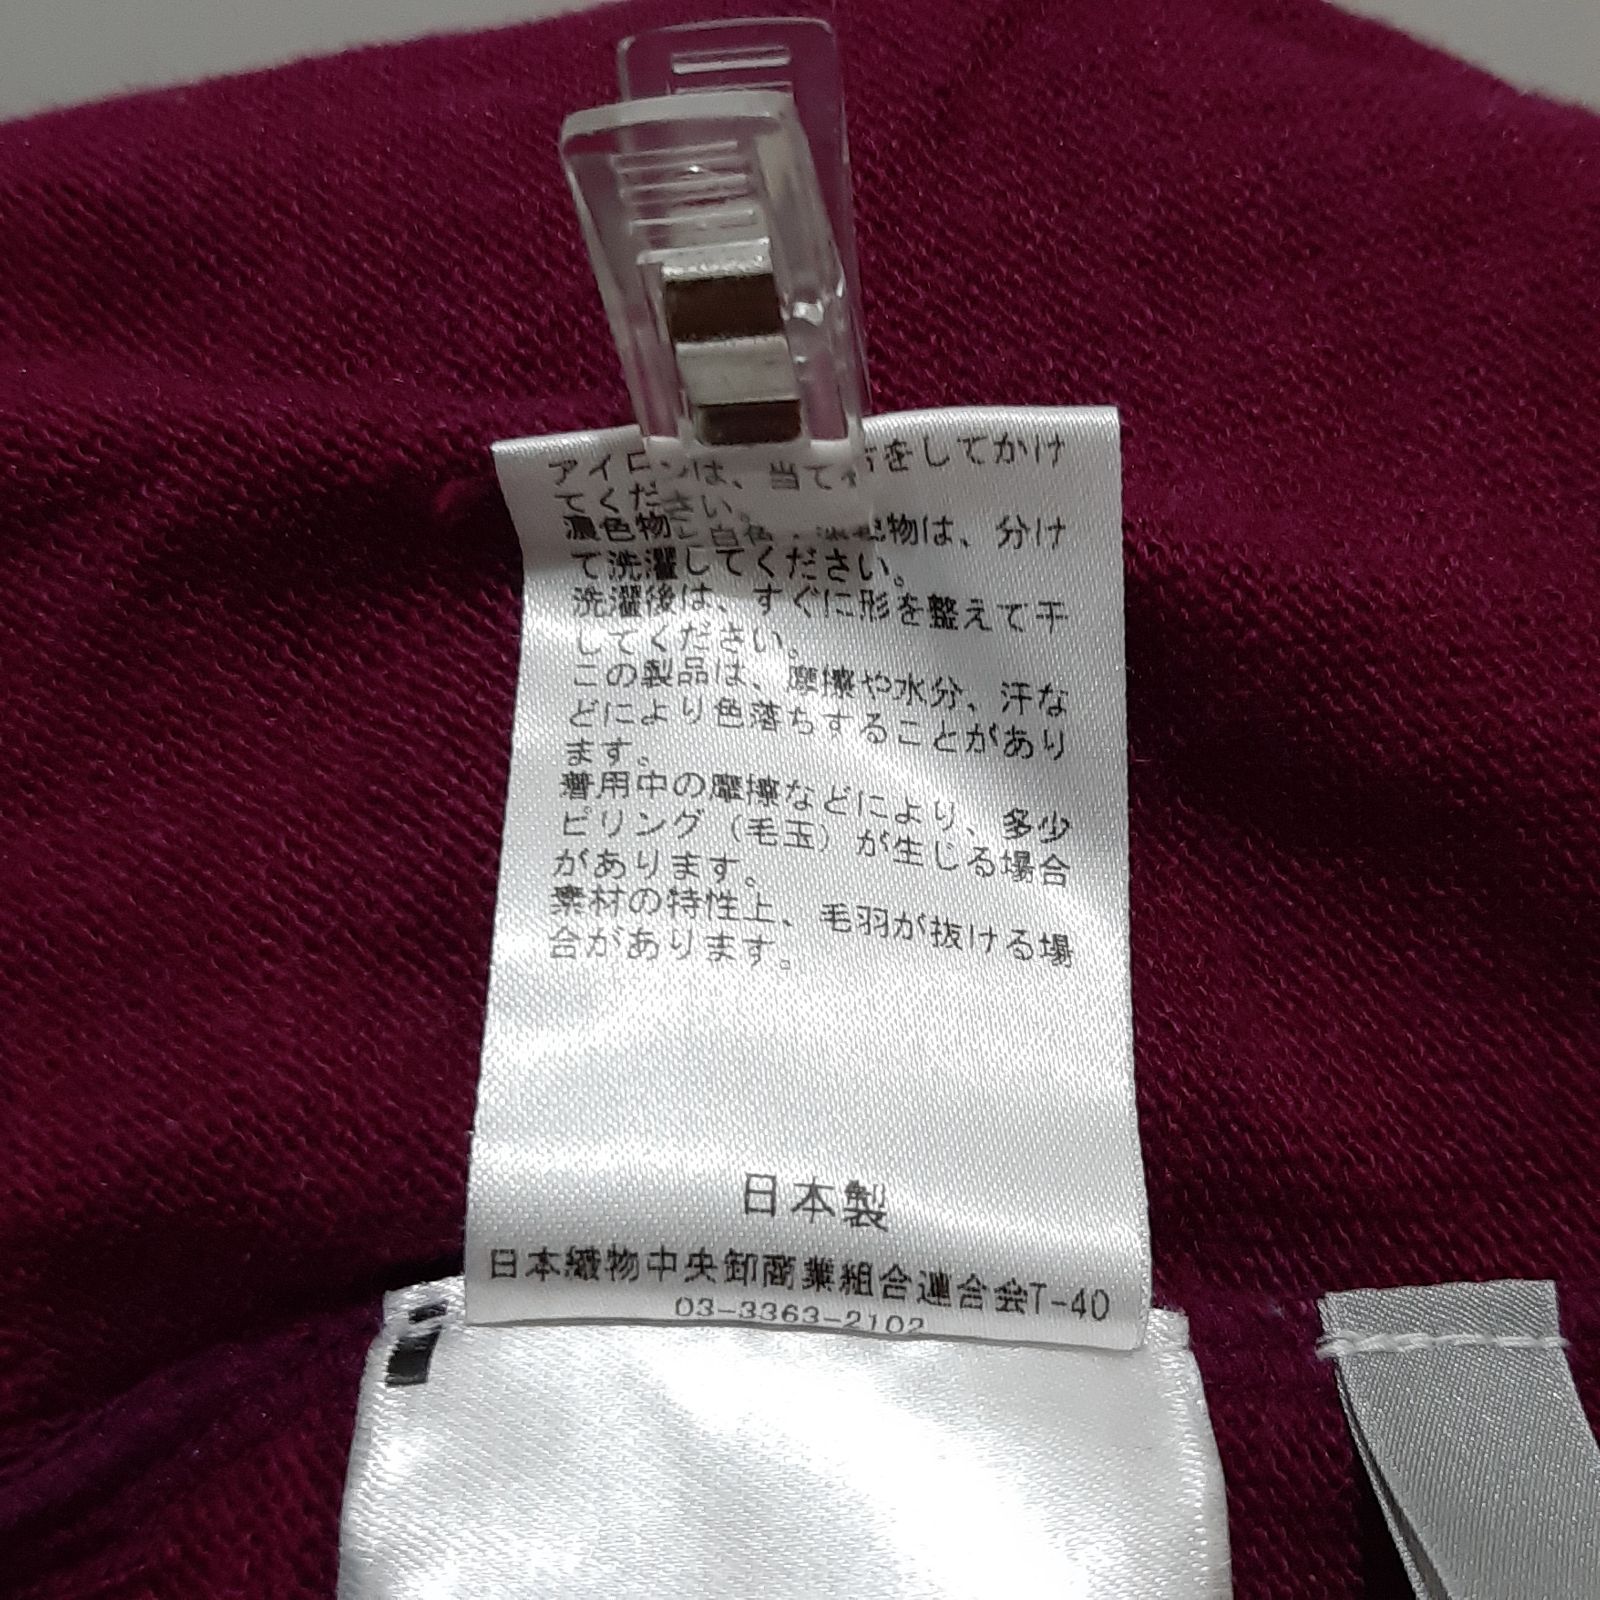 アイロンは、当て布をしてかけ
てください。
濃色物と白色・淡色物は、分け
て洗濯してください。
洗濯後は、すぐに形を整えて干
してください。
この製品は、摩擦や水分、汗な
どにより色落ちすることがあり
ます。
着用中の摩擦などにより、多少
ピリング（毛玉）が生じる場合
があります。
素材の特性上、毛羽が抜ける場
合があります。
日本製
日本織物中央卸商業組合連合会T-40
03-3363-2102